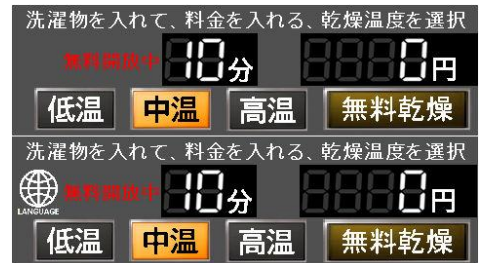 洗濯物を入れて、料金を入れる、乾燥温度を選択
無料開放中 10分 0円
低温 中温 高温 無料乾燥
洗濯物を入れて、料金を入れる、乾燥温度を選択
LANGUAGE 無料開放中 10分 0円
低温 中温 高温 無料乾燥